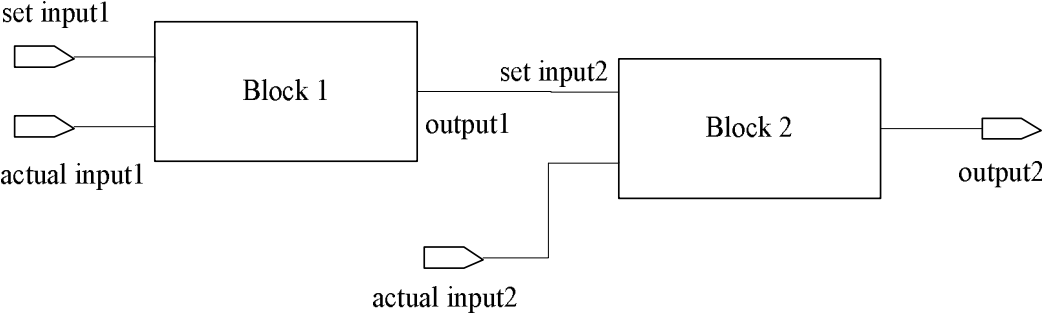 set input1
Block 1
set input2
output1
Block 2
actual input1
output2
actual input2